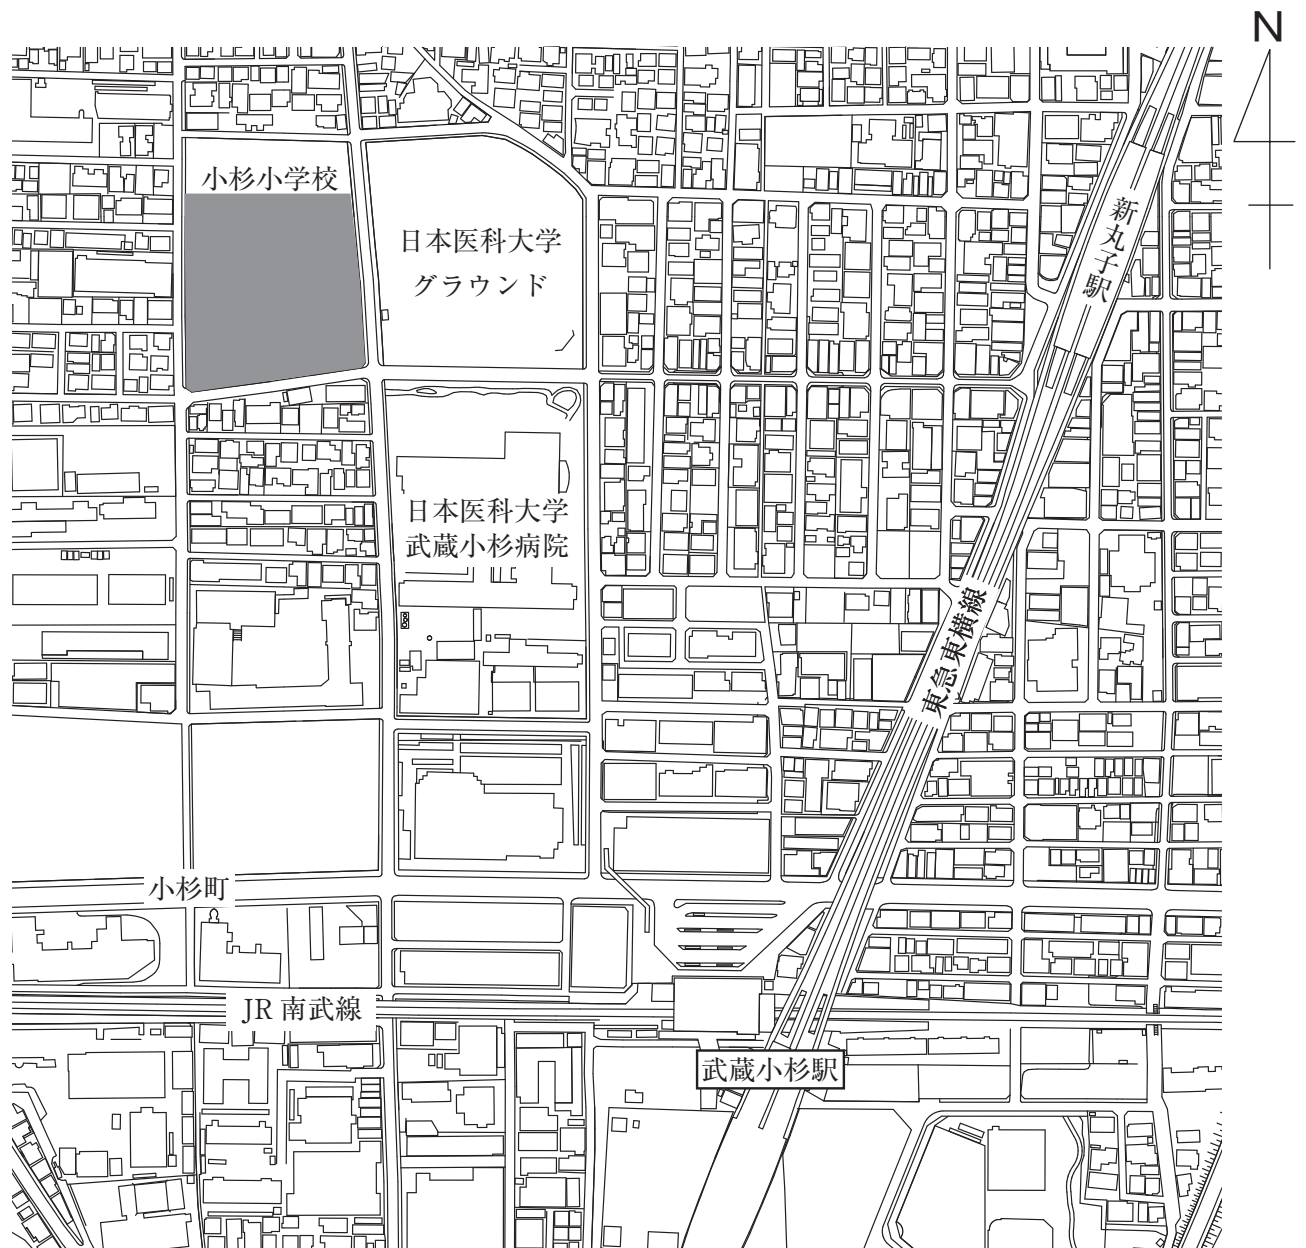 N
小杉小学校
新丸子駅
日本医科大学
グラウンド
日本医科大学
武蔵小杉病院
東急東横線
小杉町
JR 南武線
武蔵小杉駅